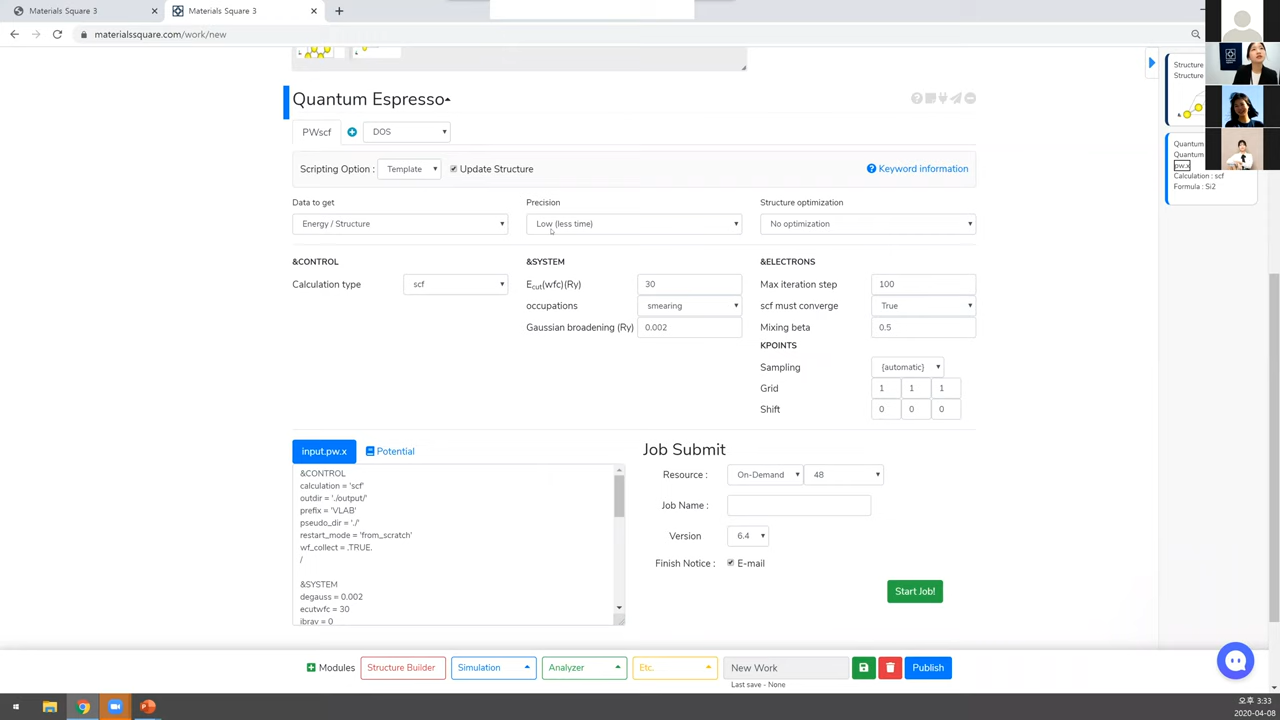 Materials Square 3
Materials Square 3
materialssquare.com/work/new
Quantum Espresso
PWscf
DOS
Scripting Option : Template Update Structure
Keyword information
Data to get
Precision
Structure optimization
Energy / Structure
Low (less time)
No optimization
&CONTROL
&SYSTEM
&ELECTRONS
Calculation type scf
Ecut(wfc)(Ry) 30
Max iteration step 100
occupations smearing
scf must converge True
Gaussian broadening (Ry) 0.002
Mixing beta 0.5
KPOINTS
Sampling {automatic}
Grid 1 1 1
Shift 0 0 0
input.pw.x
Potential
&CONTROL
calculation = 'scf'
outdir = './output/'
prefix = 'VLAB'
pseudo_dir = './'
restart_mode = 'from_scratch'
wf_collect = .TRUE.
/
&SYSTEM
degauss = 0.002
ecutwfc = 30
ibrav = 0
Job Submit
Resource : On-Demand 48
Job Name :
Version 6.4
Finish Notice : E-mail
Start Job!
Structure
Structure
Quantum
Quantum
pw.x
Calculation : scf
Formula : Si2
Modules
Structure Builder
Simulation
Analyzer
Etc.
New Work
Publish
Last save - None
오후 3:33
2020-04-08